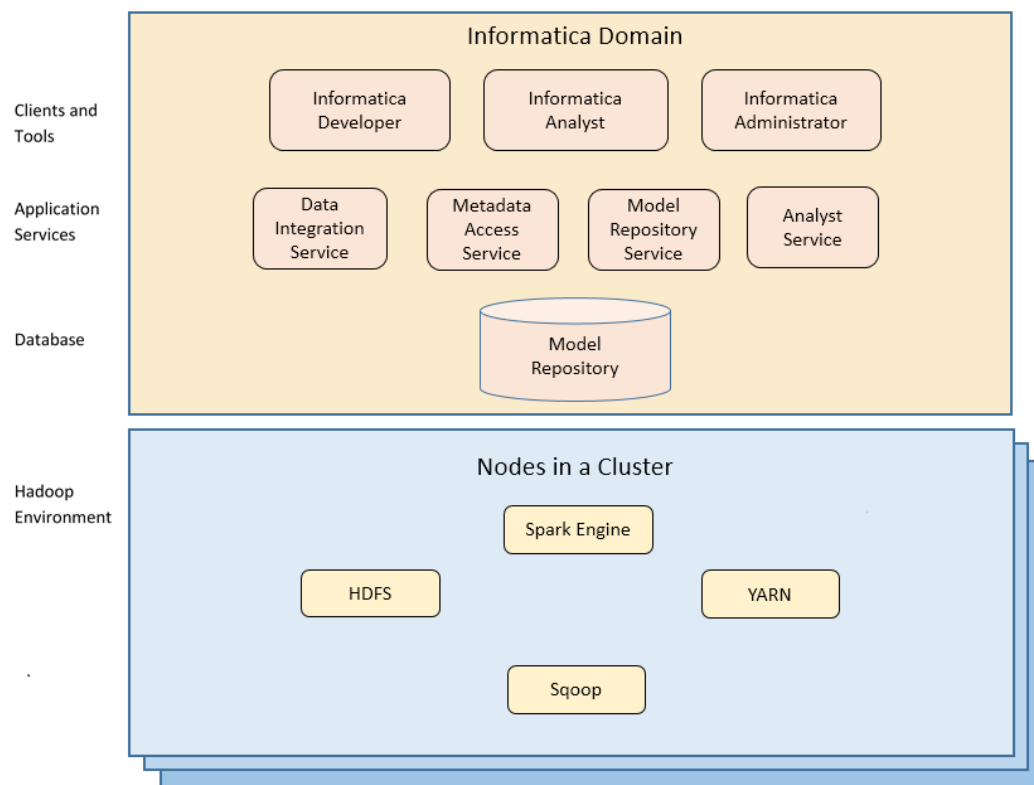 Informatica Domain
Clients and
Tools
Informatica
Developer
Informatica
Analyst
Informatica
Administrator
Application
Services
Data
Integration
Service
Metadata
Access
Service
Model
Repository
Service
Analyst
Service
Database
Model
Repository
Nodes in a Cluster
Hadoop
Environment
Spark Engine
HDFS
YARN
Sqoop